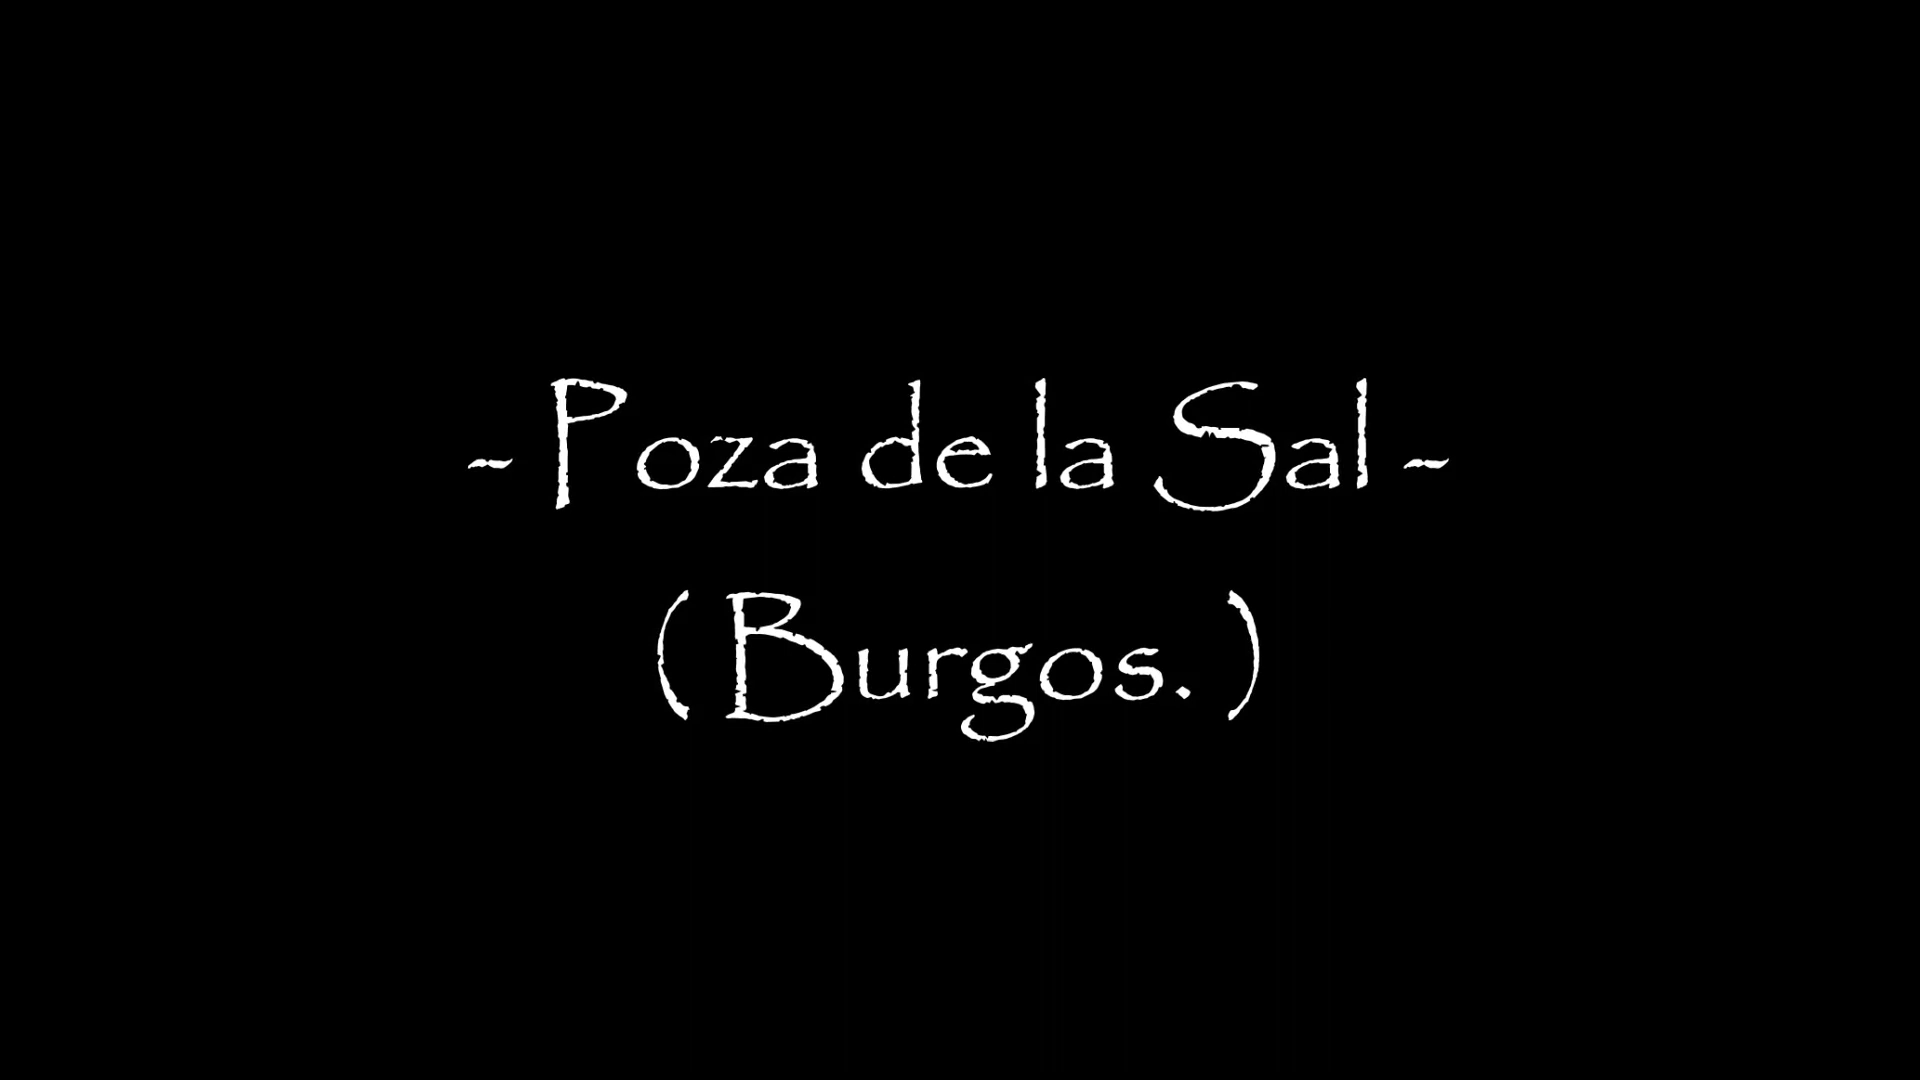 - Poza de la Sal -
( Burgos. )